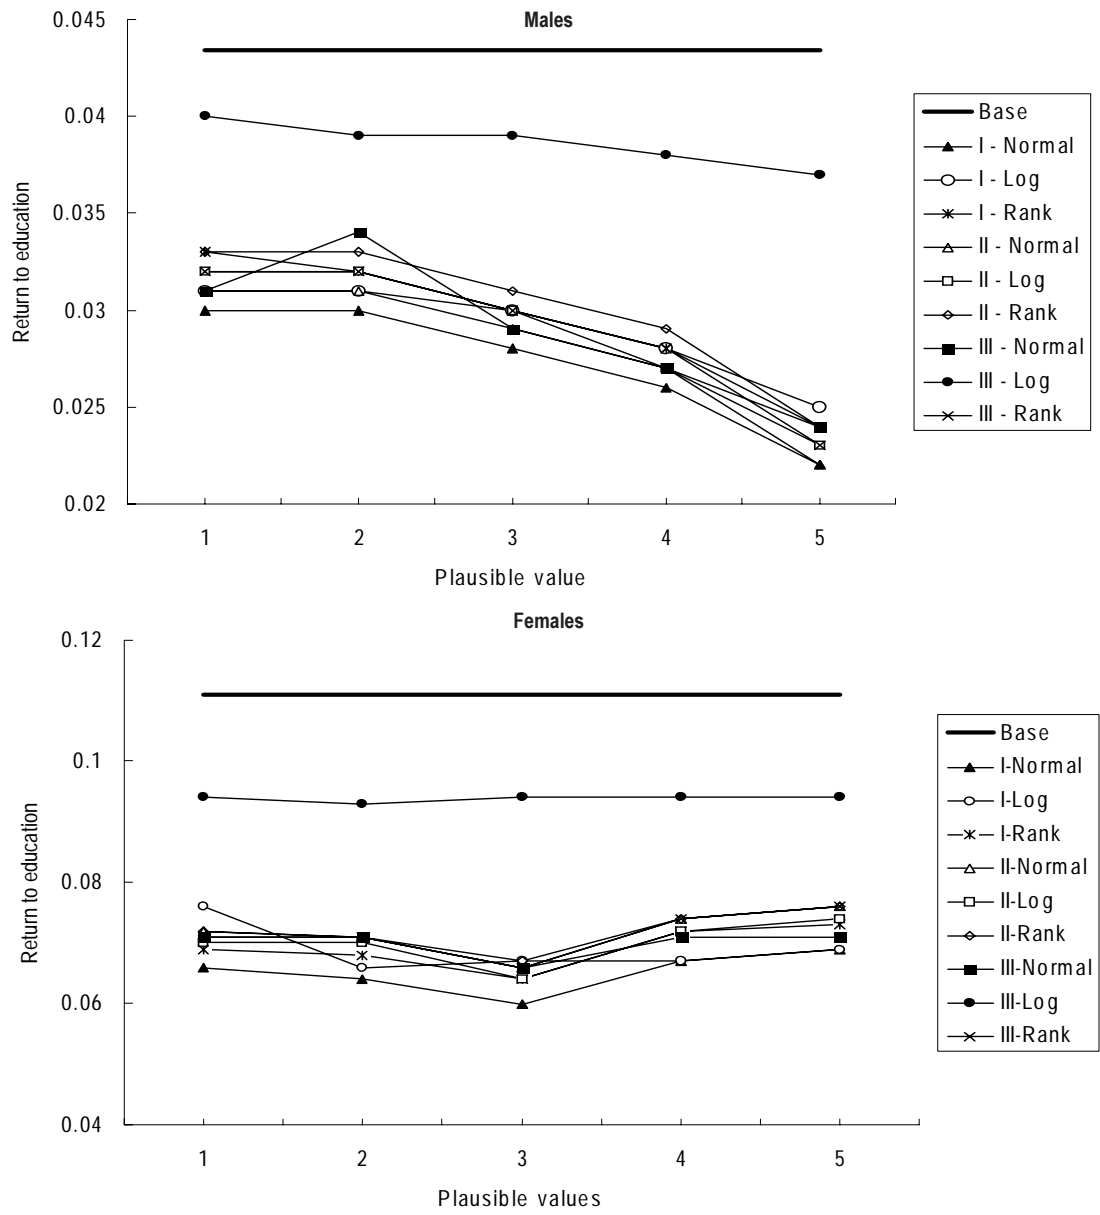 Males
0.045
0.04
0.035
0.03
0.025
0.02
Return to education
1 2 3 4 5
Plausible value
Base
I - Normal
I - Log
I - Rank
II - Normal
II - Log
II - Rank
III - Normal
III - Log
III - Rank
Females
0.12
0.1
0.08
0.06
0.04
Return to education
1 2 3 4 5
Plausible values
Base
I-Normal
I-Log
I-Rank
II-Normal
II-Log
II-Rank
III-Normal
III-Log
III-Rank